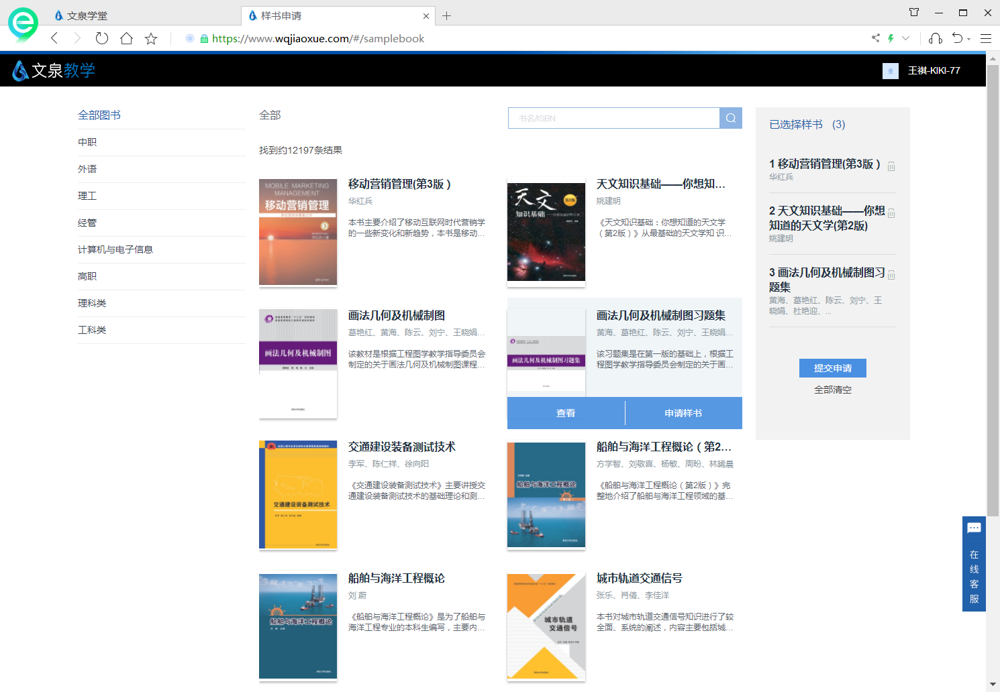 文泉学堂
样书申请
https://www.wqjiaoxue.com/#/samplebook
文泉教学
王祺-KIKI-77
全部图书
中职
外语
理工
经管
计算机与电子信息
高职
理科类
工科类
全部
书名/ISBN
找到约12197条结果
MOBILE MARKETING
MANAGEMENT
移动营销管理
移动营销管理(第3版）
华红兵
本书主要介绍了移动互联网时代营销学
的一些新变化和新趋势，本书是移动...
天文
知识基础
第2版
天文知识基础——你想知...
姚建明
《天文知识基础：你想知道的天文学
（第2版）》从最基础的天文学知 识...
画法几何及机械制图
画法几何及机械制图
葛艳红、黄海、陈云、刘宁、王晓娟...
该教材是根据工程图学教学指导委员会
制定的关于画法几何及机械制图课程...
画法几何及机械制图习题集
画法几何及机械制图习题集
黄海、葛艳红、陈云、刘宁、王晓娟...
该习题集是在第一版的基础上，根据工
程图学教学指导委员会制定的关于画...
查看
申请样书
交通建设装备测试技术
交通建设装备测试技术
李军、陈仁祥、徐向阳
《交通建设装备测试技术》主要讲授交
通建设装备测试技术的基础理论和测...
船舶与海洋工程概论
船舶与海洋工程概论（第2...
方学智、刘敬喜、杨敏、周盼、林晞晨
《船舶与海洋工程概论（第2版）》完
整地介绍了船舶与海洋工程领域的基...
船舶与海洋工程概论
船舶与海洋工程概论
刘 蔚
《船舶与海洋工程概论》是为了船舶与
海洋工程专业的本科生编写，主要内...
城市轨道
交通信号
城市轨道交通信号
张乐、肖倩、李佳洋
本书对城市轨道交通信号知识进行了较
全面、系统的阐述，内容主要包括城...
已选择样书 (3)
1 移动营销管理(第3版）
华红兵
2 天文知识基础——你想
知道的天文学(第2版)
姚建明
3 画法几何及机械制图习
题集
黄海、葛艳红、陈云、刘宁、王
晓娟、杜艳迎、...
提交申请
全部清空
在
线
客
服